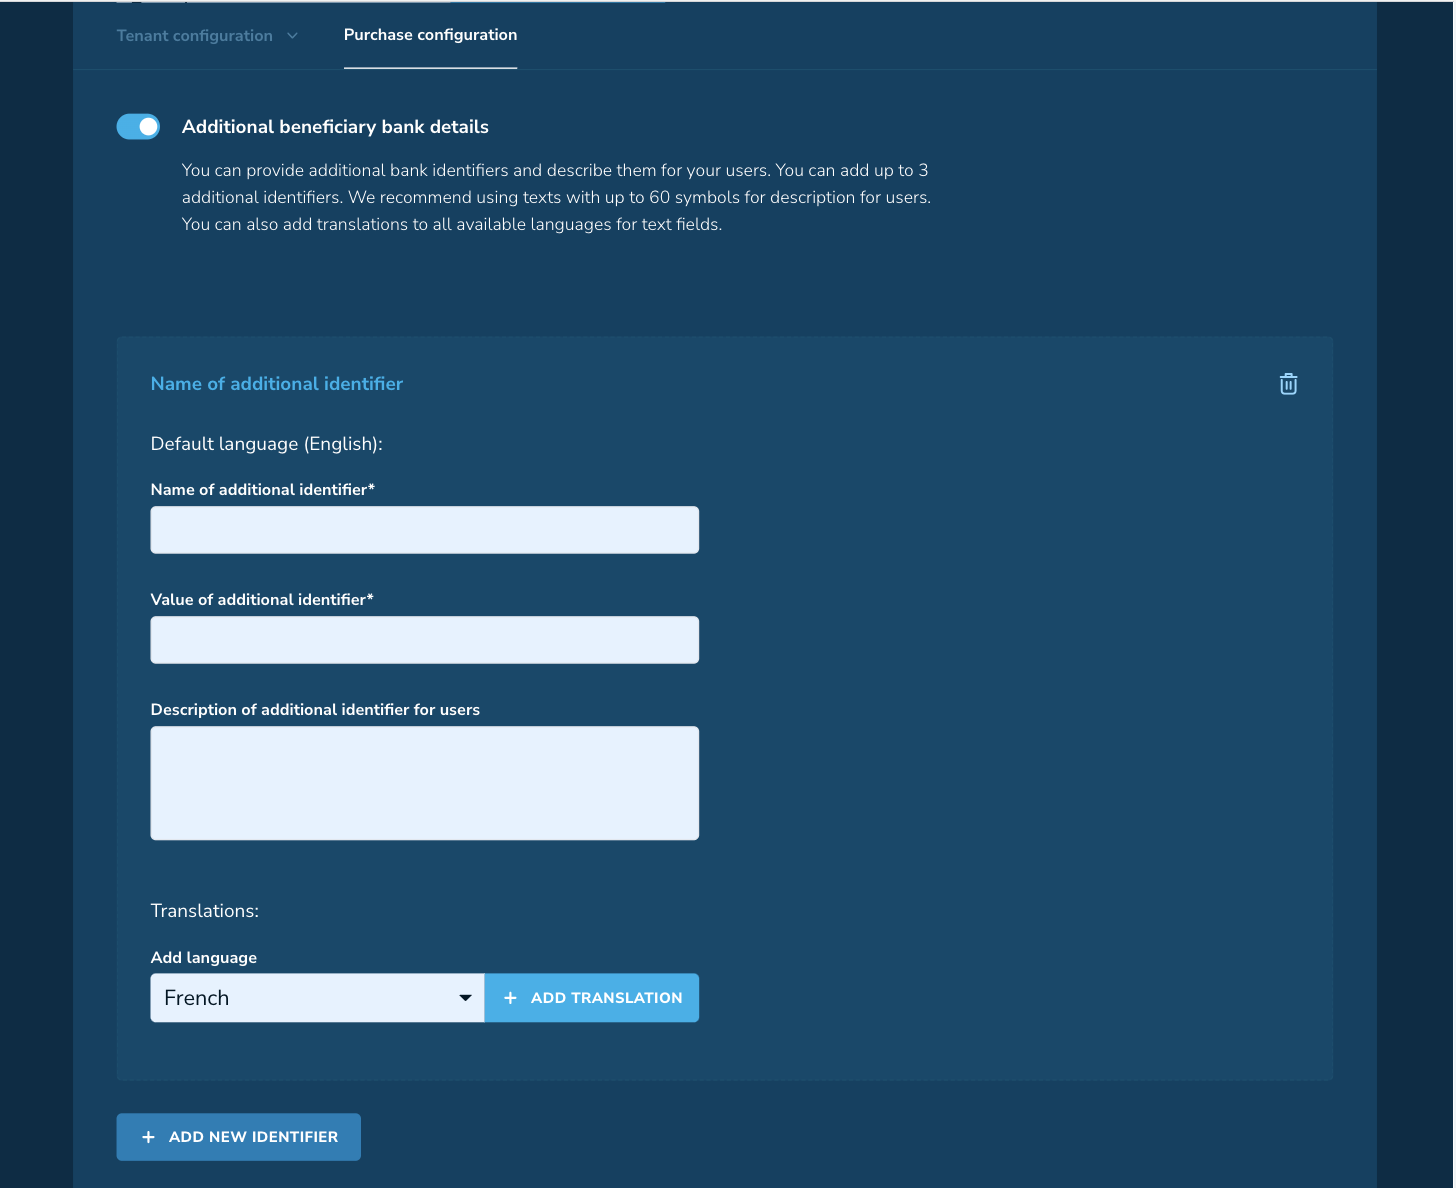 Tenant configuration
Purchase configuration
Additional beneficiary bank details
You can provide additional bank identifiers and describe them for your users. You can add up to 3
additional identifiers. We recommend using texts with up to 60 symbols for description for users.
You can also add translations to all available languages for text fields.
Name of additional identifier
Default language (English):
Name of additional identifier*
Value of additional identifier*
Description of additional identifier for users
Translations:
Add language
French
+ ADD TRANSLATION
+ ADD NEW IDENTIFIER